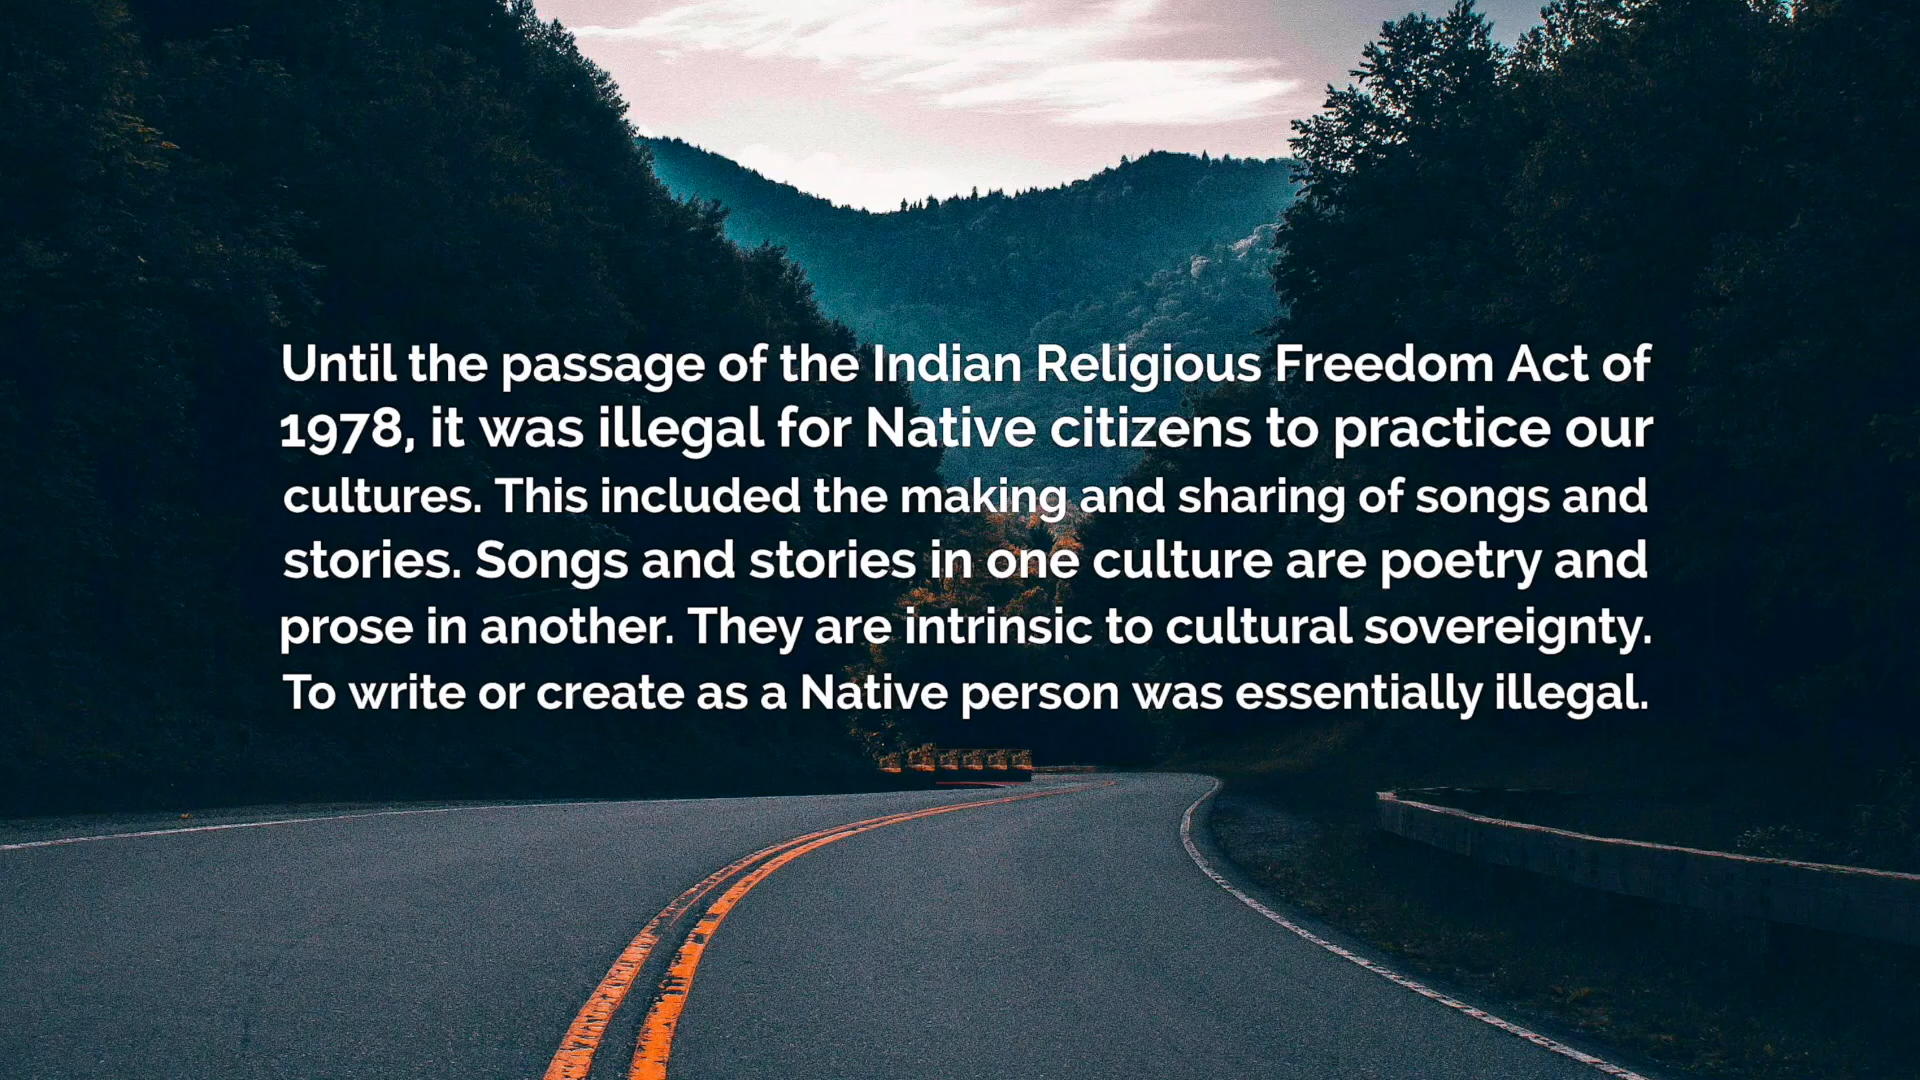 Until the passage of the Indian Religious Freedom Act of
1978, it was illegal for Native citizens to practice our
cultures. This included the making and sharing of songs and
stories. Songs and stories in one culture are poetry and
prose in another. They are intrinsic to cultural sovereignty.
To write or create as a Native person was essentially illegal.